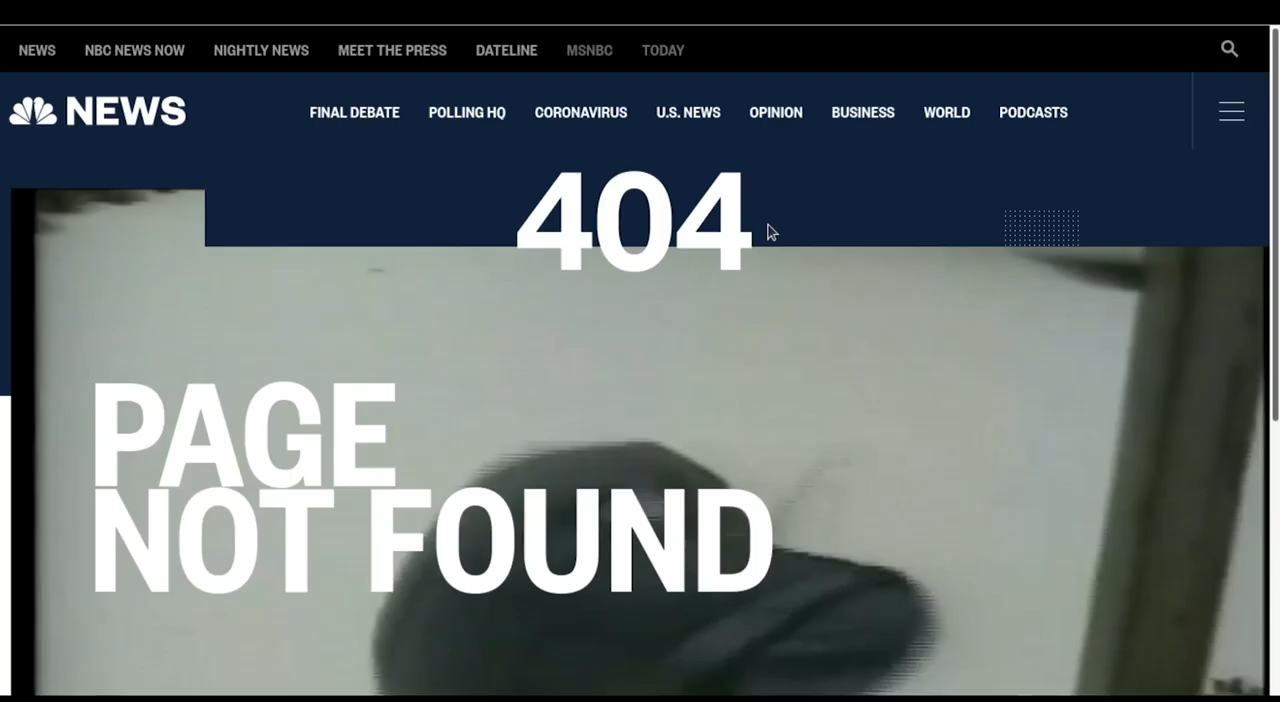 NEWS NBC NEWS NOW NIGHTLY NEWS MEET THE PRESS DATELINE MSNBC TODAY
NEWS FINAL DEBATE POLLING HQ CORONAVIRUS U.S. NEWS OPINION BUSINESS WORLD PODCASTS
404
PAGE
NOT FOUND